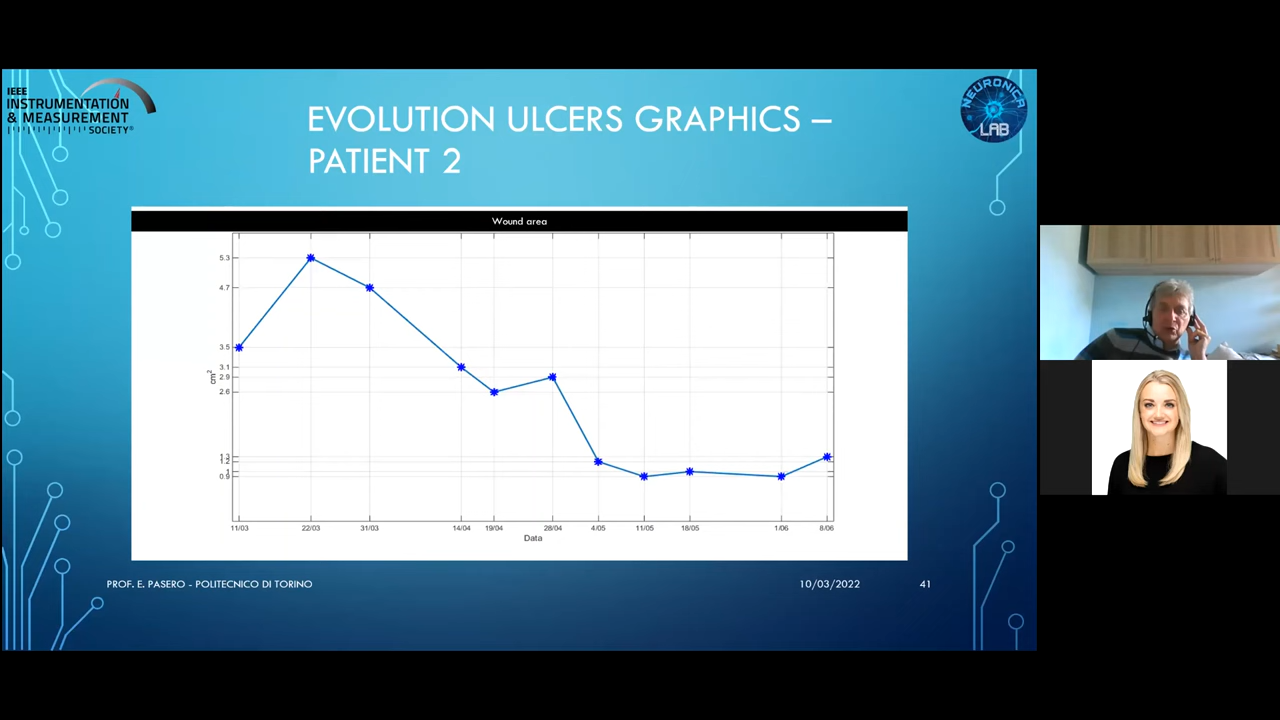 IEEE
INSTRUMENTATION
& MEASUREMENT
SOCIETY®
EVOLUTION ULCERS GRAPHICS –
PATIENT 2
NEURONICA
LAB
Wound area
5.3
4.7
3.5
3.1
2.9
2.6
1.3
1.2
1
0.9
cm2
11/03 22/03 31/03 14/04 19/04 28/04 4/05 11/05 18/05 1/06 8/06
Data
PROF. E. PASERO - POLITECNICO DI TORINO 10/03/2022 41